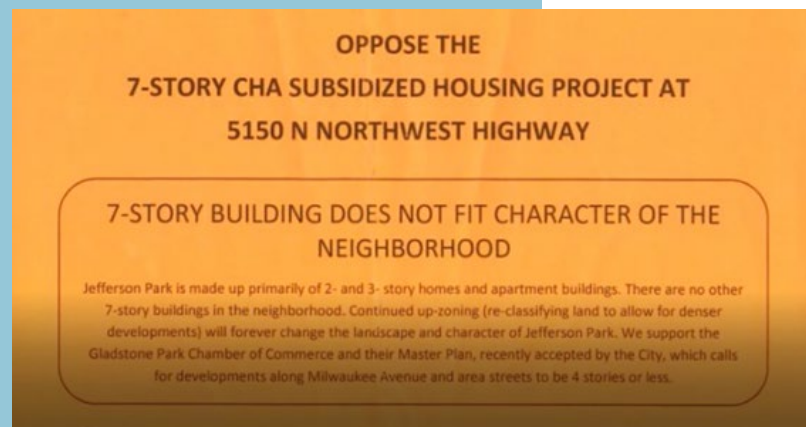 OPPOSE THE
7-STORY CHA SUBSIDIZED HOUSING PROJECT AT
5150 N NORTHWEST HIGHWAY
7-STORY BUILDING DOES NOT FIT CHARACTER OF THE
NEIGHBORHOOD
Jefferson Park is made up primarily of 2- and 3- story homes and apartment buildings. There are no other
7-story buildings in the neighborhood. Continued up-zoning (re-classifying land to allow for denser
developments) will forever change the landscape and character of Jefferson Park. We support the
Gladstone Park Chamber of Commerce and their Master Plan, recently accepted by the City, which calls
for developments along Milwaukee Avenue and area streets to be 4 stories or less.